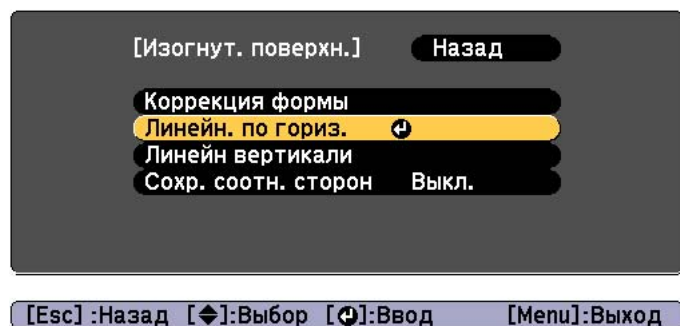 [Изогнут. поверхн.] Назад
Коррекция формы
Линейн. по гориз.
Линейн вертикали
Сохр. соотн. сторон Выкл.
[Esc] :Назад [◆]:Выбор [↵]:Ввод [Menu]:Выход